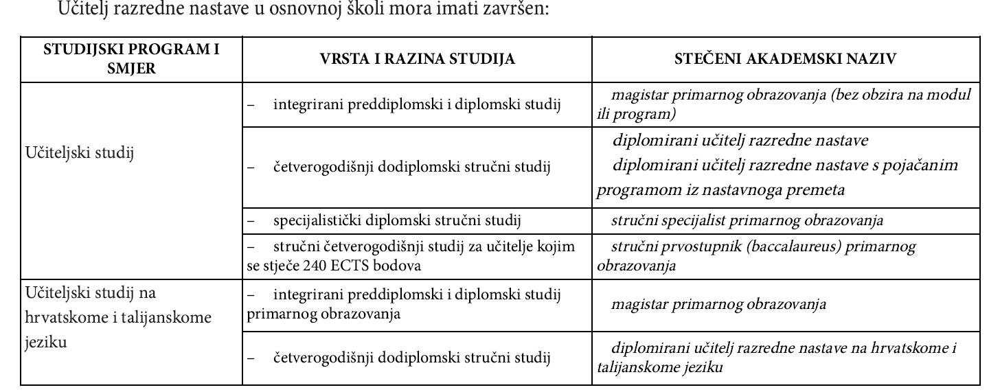 Učitelj razredne nastave u osnovnoj školi mora imati završen:
STUDIJSKI PROGRAM I
SMJER
VRSTA I RAZINA STUDIJA
STEČENI AKADEMSKI NAZIV
Učiteljski studij
– integrirani preddiplomski i diplomski studij
magistar primarnog obrazovanja (bez obzira na modul
ili program)
– četverogodišnji dodiplomski stručni studij
diplomirani učitelj razredne nastave
diplomirani učitelj razredne nastave s pojačanim
programom iz nastavnoga premeta
– specijalistički diplomski stručni studij
stručni specijalist primarnog obrazovanja
– stručni četverogodišnji studij za učitelje kojim
se stječe 240 ECTS bodova
stručni prvostupnik (baccalaureus) primarnog
obrazovanja
Učiteljski studij na
hrvatskome i talijanskome
jeziku
– integrirani preddiplomski i diplomski studij
primarnog obrazovanja
magistar primarnog obrazovanja
– četverogodišnji dodiplomski stručni studij
diplomirani učitelj razredne nastave na hrvatskome i
talijanskome jeziku